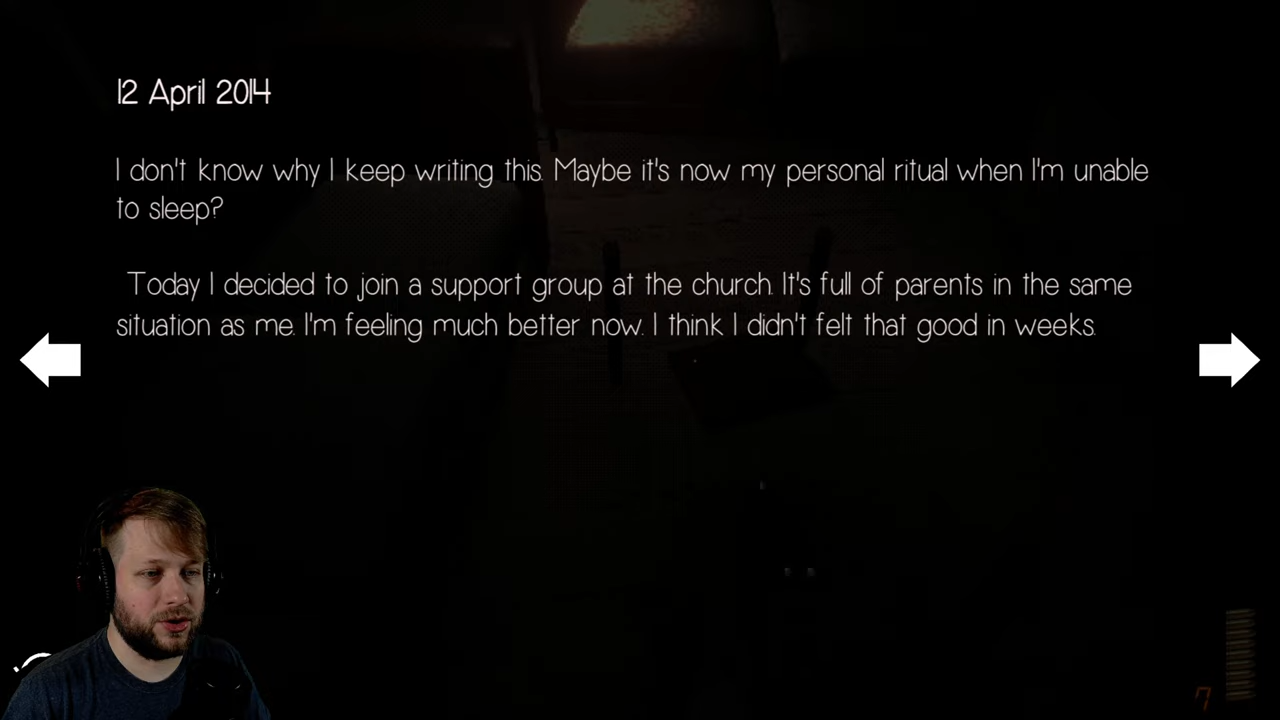 12 April 2014
I don't know why I keep writing this. Maybe it's now my personal ritual when I'm unable
to sleep?
Today I decided to join a support group at the church. It's full of parents in the same
situation as me. I'm feeling much better now. I think I didn't felt that good in weeks.
7